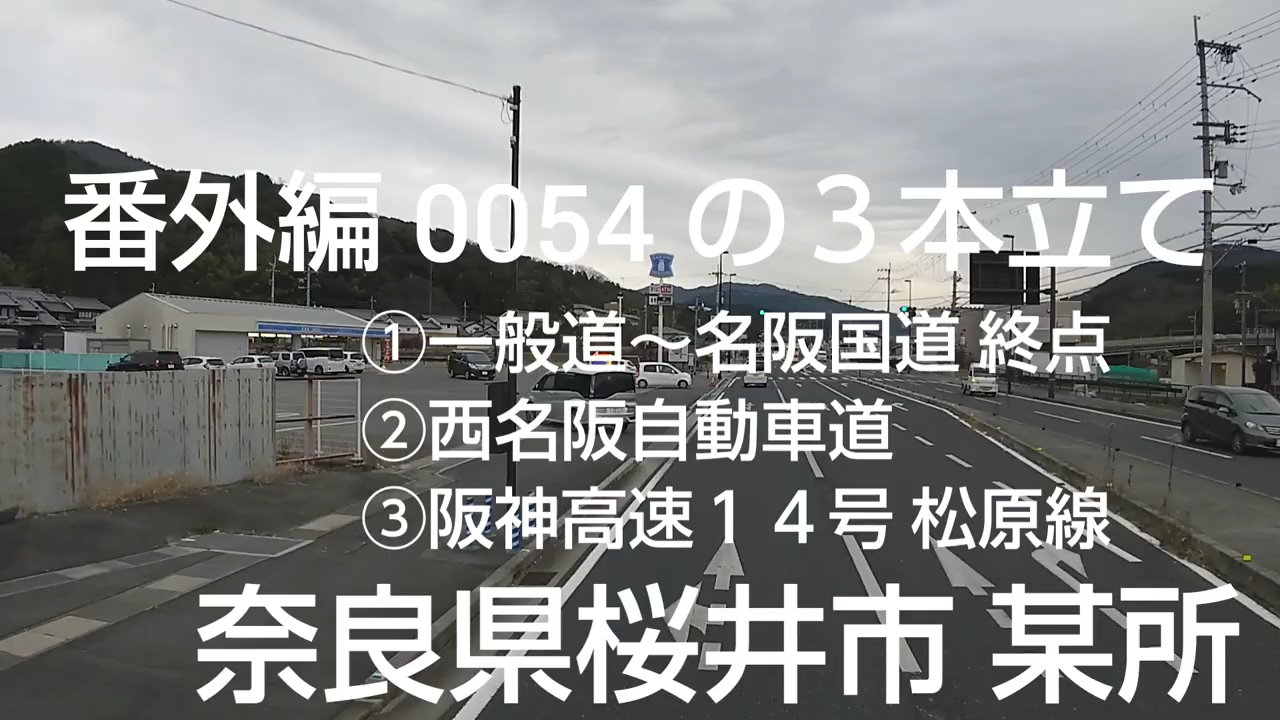 番外編 0054 の３本立て
①一般道～名阪国道 終点
②西名阪自動車道
③阪神高速１４号 松原線
奈良県桜井市 某所